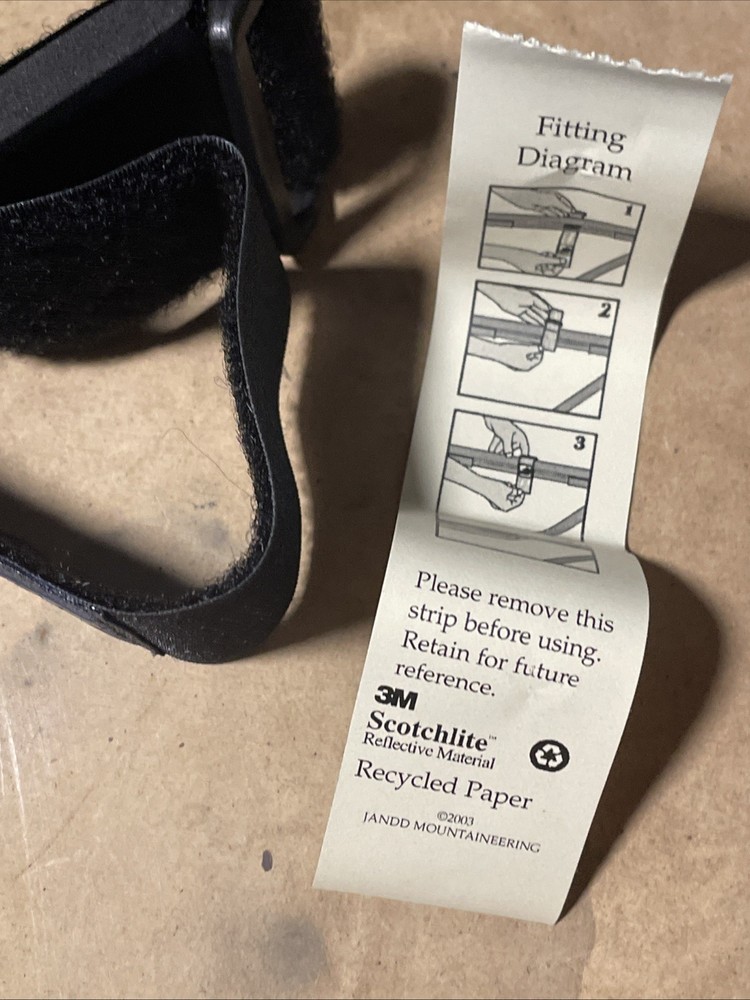 Fitting
Diagram
1
2
3
Please remove this
strip before using.
Retain for future
reference.
3M
Scotchlite™
Reflective Material
Recycled Paper
©2003
JANDD MOUNTAINEERING